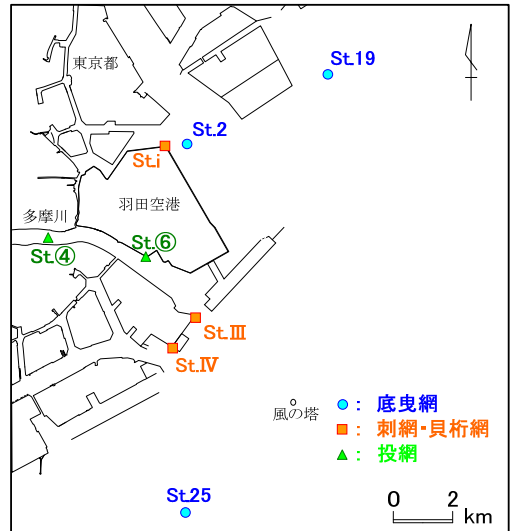 St.19
東京都
St.2
St.i
羽田空港
多摩川
St.④
St.⑥
St.III
St.IV
風の塔
● : 底曳網
■ : 刺網・貝桁網
▲ : 投網
St.25
0 2
km